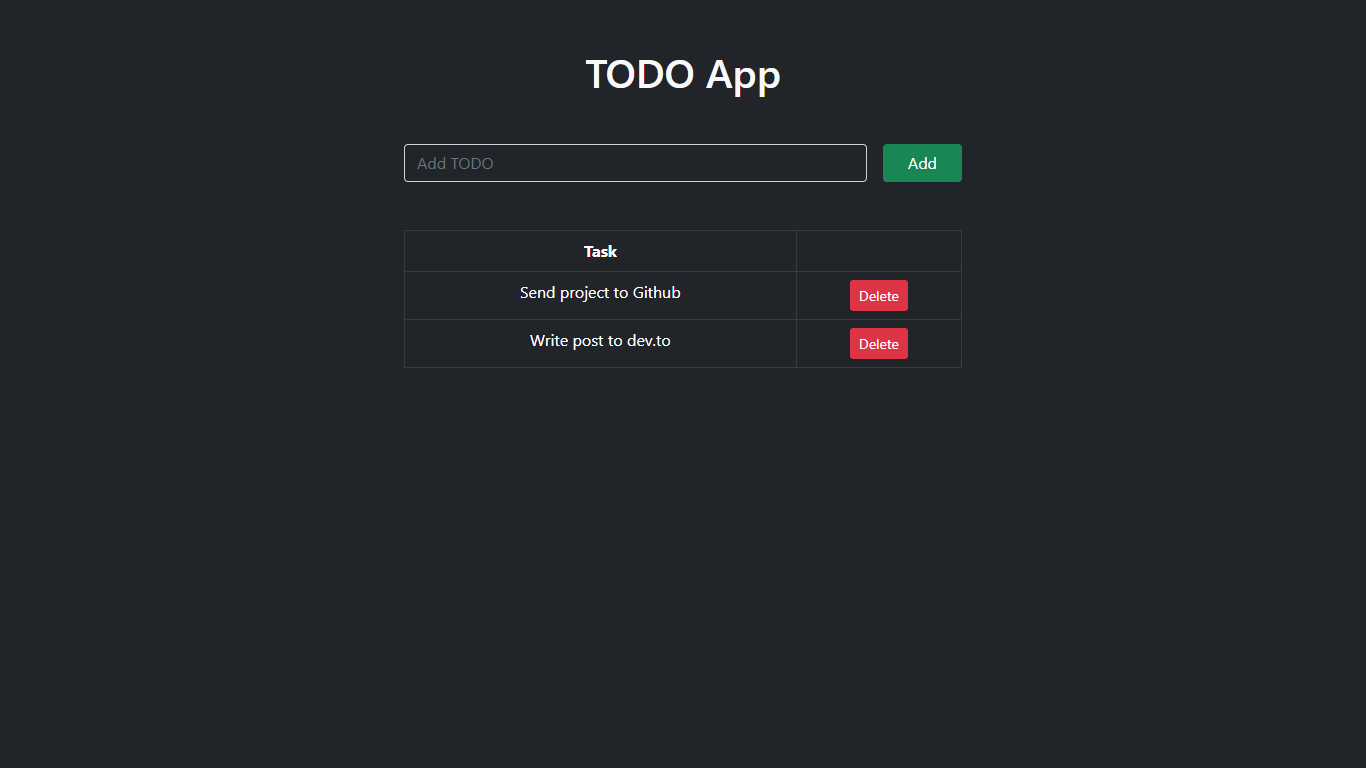 TODO App
Add TODO
Add
Task
Send project to Github
Delete
Write post to dev.to
Delete